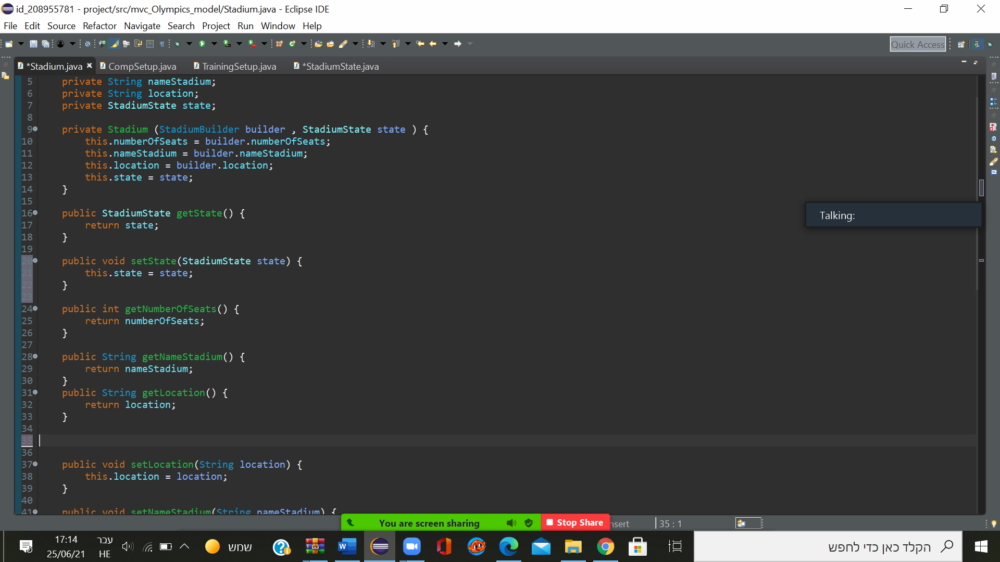 id_208955781 - project/src/mvc_Olympics_model/Stadium.java - Eclipse IDE
File Edit Source Refactor Navigate Search Project Run Window Help
Quick Access
*Stadium.java CompSetup.java TrainingSetup.java *StadiumState.java
5 private String nameStadium;
6 private String location;
7 private StadiumState state;
8
9 private Stadium (StadiumBuilder builder , StadiumState state ) {
10 this.numberOfSeats = builder.numberOfSeats;
11 this.nameStadium = builder.nameStadium;
12 this.location = builder.location;
13 this.state = state;
14 }
15
16 public StadiumState getState() {
17 return state;
18 }
19
20 public void setState(StadiumState state) {
21 this.state = state;
22 }
23
24 public int getNumberOfSeats() {
25 return numberOfSeats;
26 }
27
28 public String getNameStadium() {
29 return nameStadium;
30 }
31 public String getLocation() {
32 return location;
33 }
34
35
36
37 public void setLocation(String location) {
38 this.location = location;
39 }
40
41 public void setNameStadium(String nameStadium) {
Talking:
You are screen sharing Stop Share nsert 35 : 1
17:14
25/06/21
עבר
HE
שמש
הקלד כאן כדי לחפש